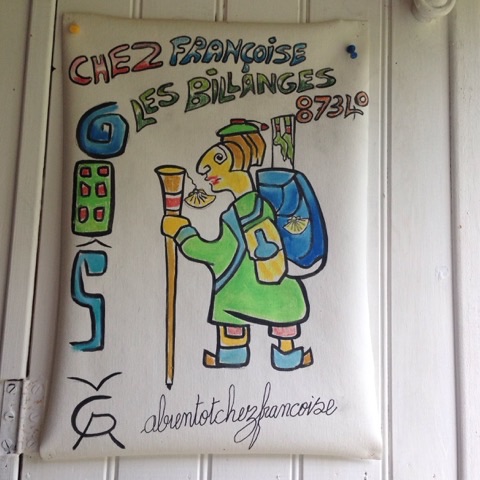 CHEZ FRANÇOISE
LES BILLANGES
87340
abientotchezfrancoise